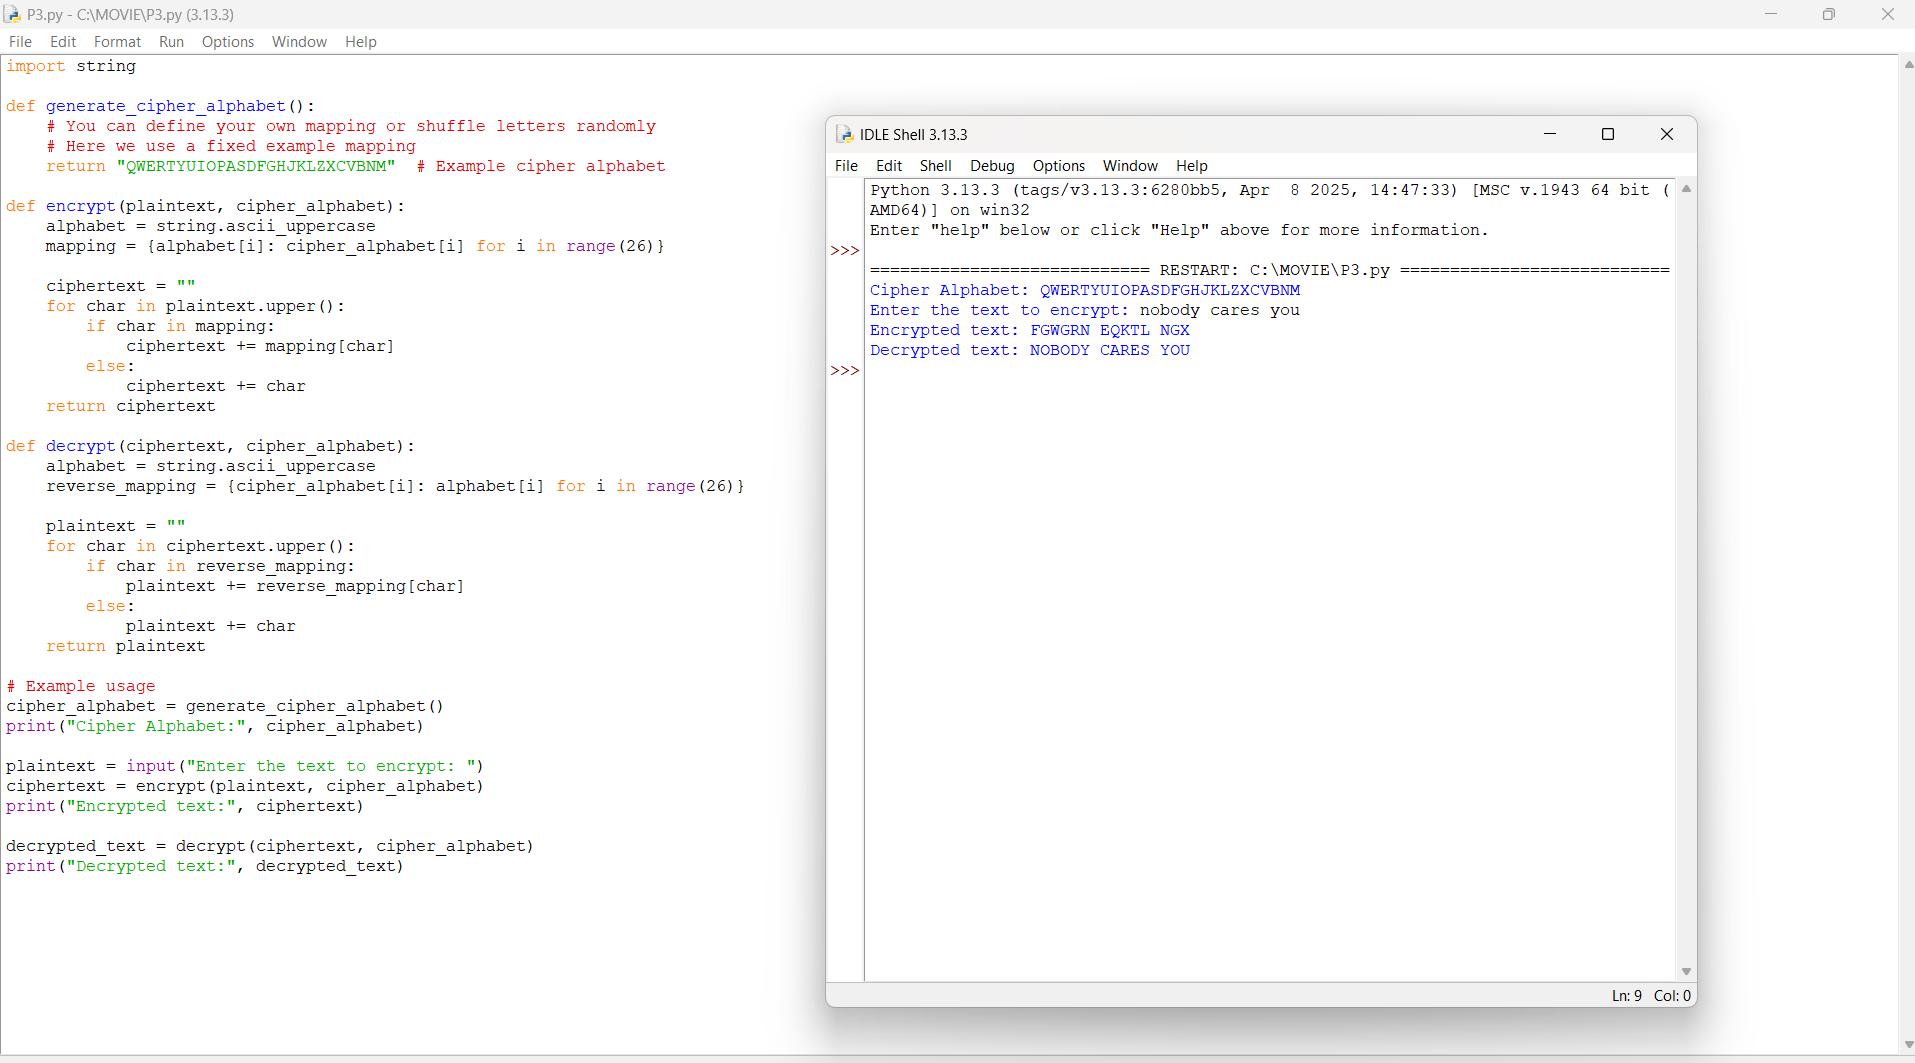 P3.py - C:\MOVIE\P3.py (3.13.3)
File Edit Format Run Options Window Help
import string

def generate_cipher_alphabet():
    # You can define your own mapping or shuffle letters randomly
    # Here we use a fixed example mapping
    return "QWERTYUIOPASDFGHJKLZXCVBNM"  # Example cipher alphabet

def encrypt(plaintext, cipher_alphabet):
    alphabet = string.ascii_uppercase
    mapping = {alphabet[i]: cipher_alphabet[i] for i in range(26)}

    ciphertext = ""
    for char in plaintext.upper():
        if char in mapping:
            ciphertext += mapping[char]
        else:
            ciphertext += char
    return ciphertext

def decrypt(ciphertext, cipher_alphabet):
    alphabet = string.ascii_uppercase
    reverse_mapping = {cipher_alphabet[i]: alphabet[i] for i in range(26)}

    plaintext = ""
    for char in ciphertext.upper():
        if char in reverse_mapping:
            plaintext += reverse_mapping[char]
        else:
            plaintext += char
    return plaintext

# Example usage
cipher_alphabet = generate_cipher_alphabet()
print("Cipher Alphabet:", cipher_alphabet)

plaintext = input("Enter the text to encrypt: ")
ciphertext = encrypt(plaintext, cipher_alphabet)
print("Encrypted text:", ciphertext)

decrypted_text = decrypt(ciphertext, cipher_alphabet)
print("Decrypted text:", decrypted_text)
IDLE Shell 3.13.3
File Edit Shell Debug Options Window Help
Python 3.13.3 (tags/v3.13.3:6280bb5, Apr  8 2025, 14:47:33) [MSC v.1943 64 bit (
AMD64)] on win32
Enter "help" below or click "Help" above for more information.
>>>
============================ RESTART: C:\MOVIE\P3.py ===========================
Cipher Alphabet: QWERTYUIOPASDFGHJKLZXCVBNM
Enter the text to encrypt: nobody cares you
Encrypted text: FGWGRN EQKTL NGX
Decrypted text: NOBODY CARES YOU
>>>
Ln: 9 Col: 0